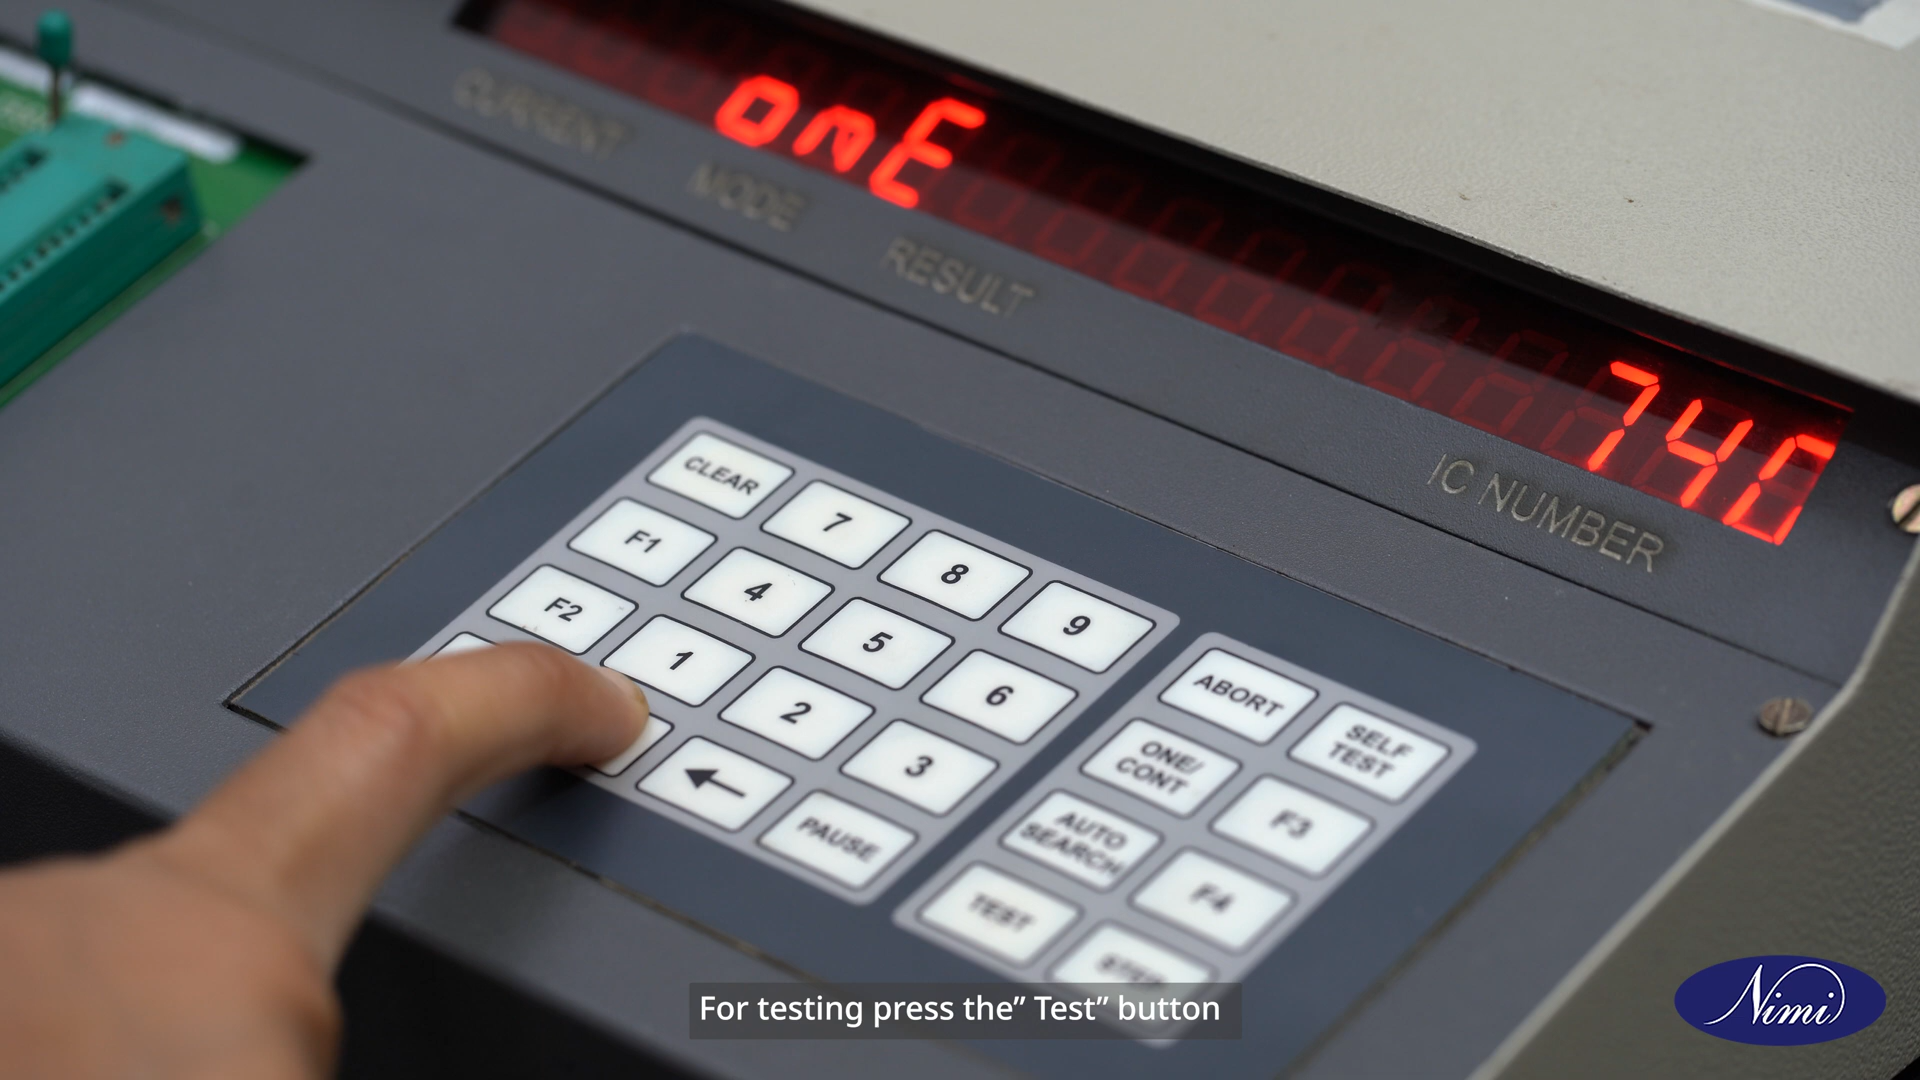 onE
740
CURRENT
MODE
RESULT
IC NUMBER
CLEAR
7
8
9
F1
4
5
6
F2
1
2
3
←
PAUSE
ABORT
SELF
TEST
ONE/
CONT
F3
AUTO
SEARCH
F4
TEST
STEP
For testing press the” Test” button
Nimi